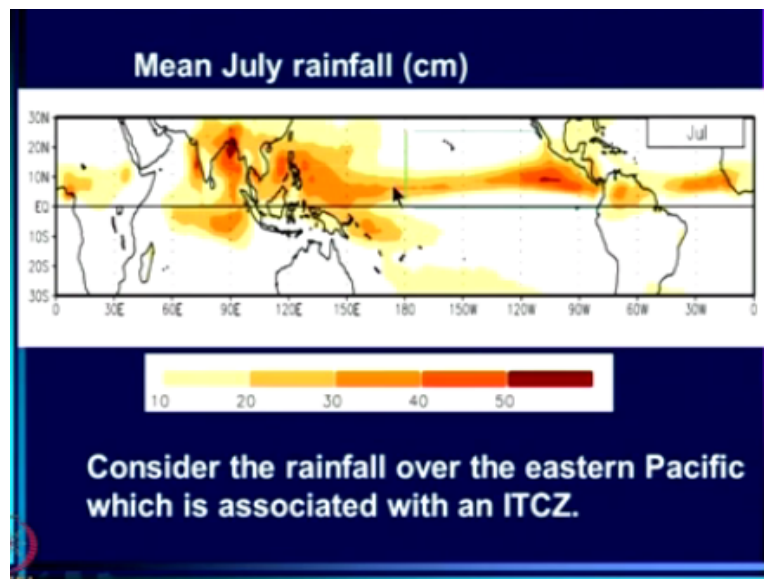 Mean July rainfall (cm)
30N
Jul
20N
10N
EQ
10S
20S
30S
0 30E 60E 90E 120E 150E 180 150W 120W 90W 60W 30W 0
10 20 30 40 50
Consider the rainfall over the eastern Pacific
which is associated with an ITCZ.